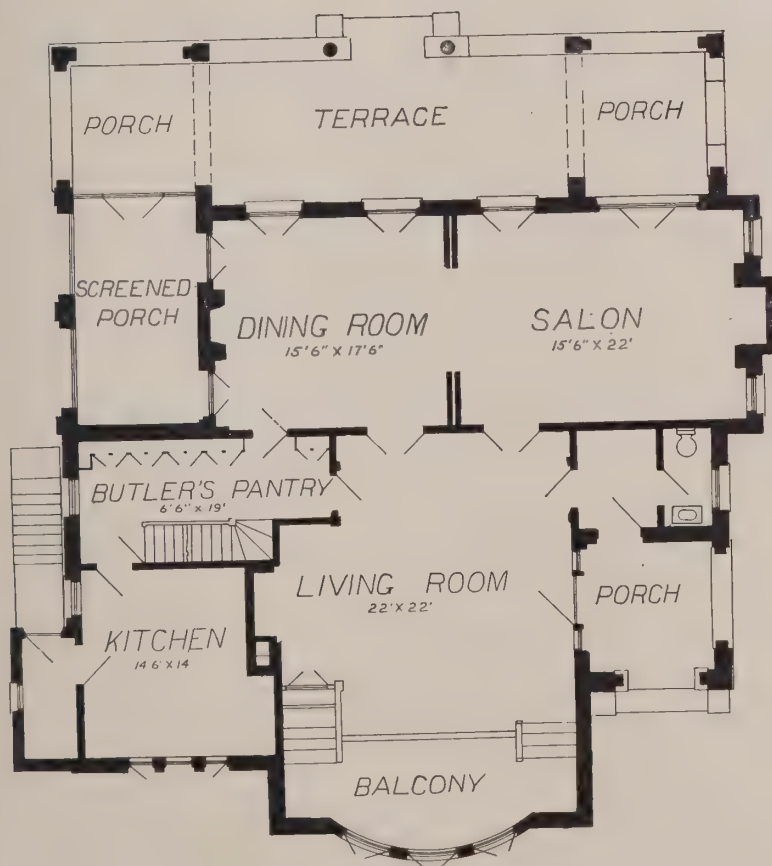 PORCH
TERRACE
PORCH
SCREENED
PORCH
DINING ROOM
15'6" X 17'6"
SALON
15'6" X 22'
BUTLER'S PANTRY
6'6" X 19'
LIVING ROOM
22' X 22'
PORCH
KITCHEN
14 6' X 14
BALCONY